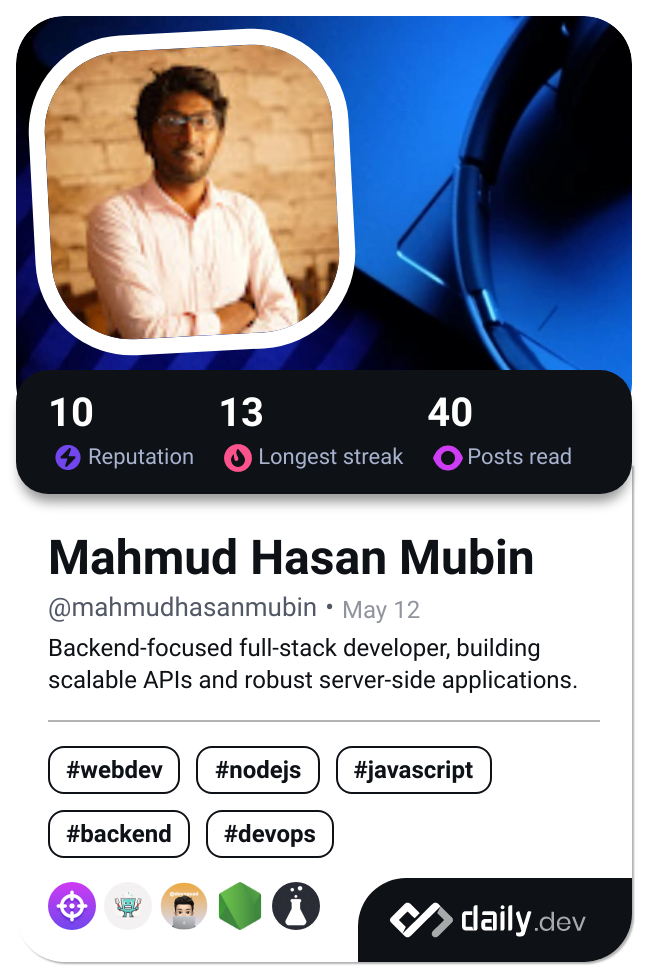 10 13 40
Reputation Longest streak Posts read
Mahmud Hasan Mubin
@mahmudhasanmubin • May 12
Backend-focused full-stack developer, building
scalable APIs and robust server-side applications.
#webdev #nodejs #javascript
#backend #devops
daily.dev